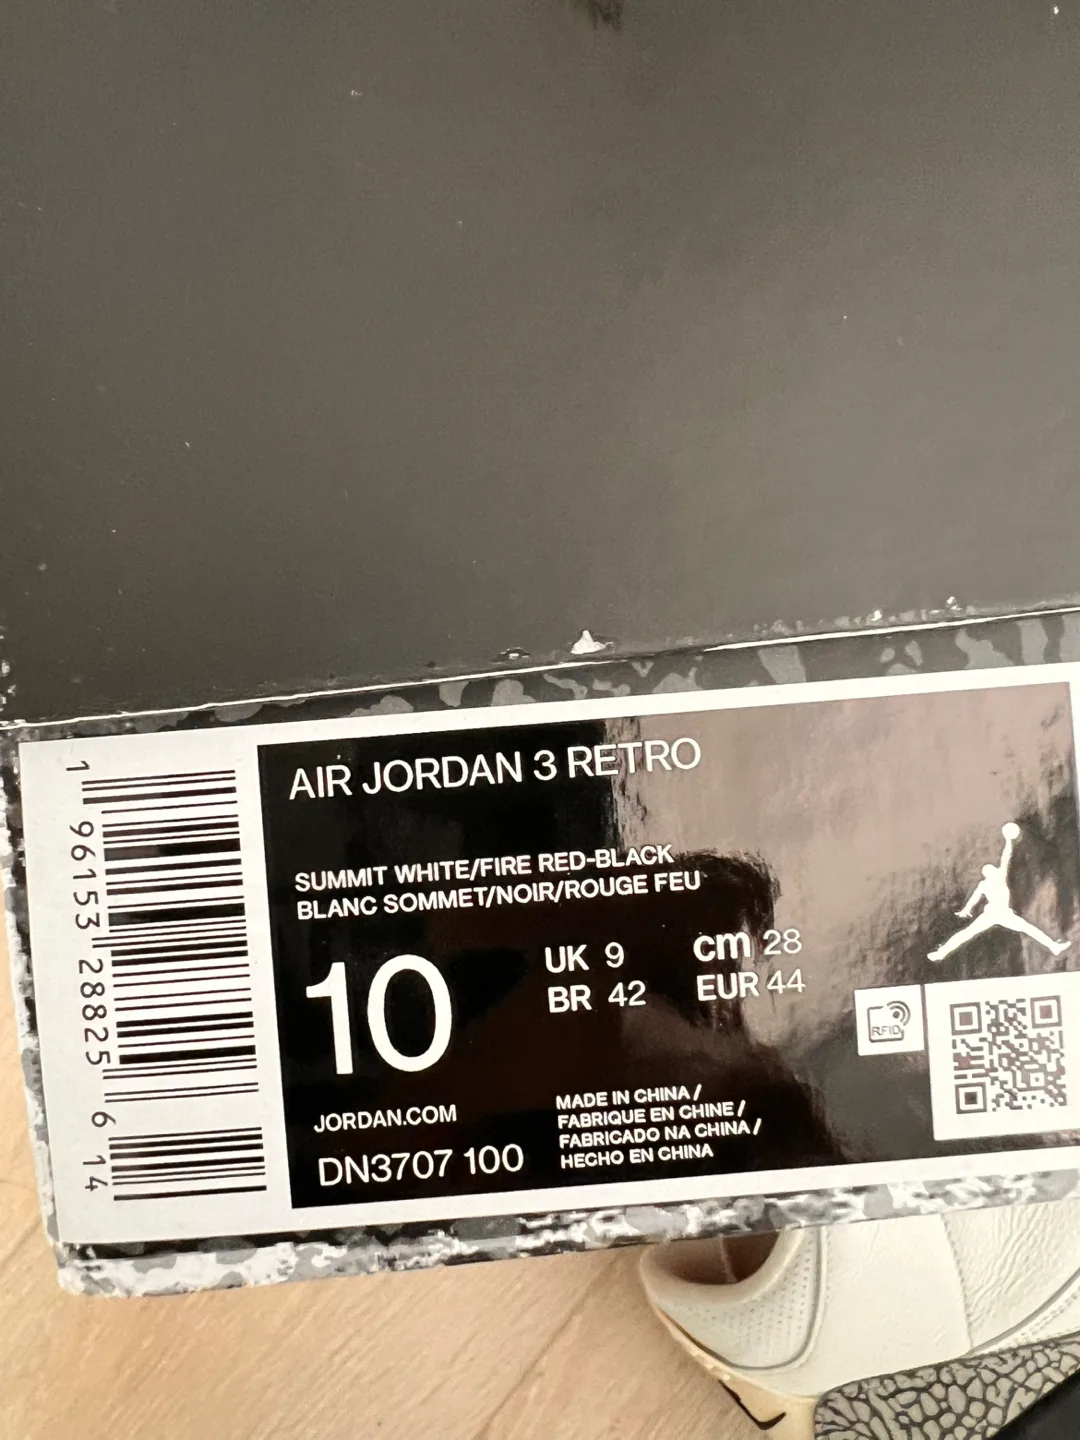 1 96153 28825 6 14
AIR JORDAN 3 RETRO
SUMMIT WHITE/FIRE RED-BLACK
BLANC SOMMET/NOIR/ROUGE FEU
10
UK 9
cm 28
BR 42
EUR 44
JORDAN.COM
DN3707 100
MADE IN CHINA /
FABRIQUE EN CHINE /
FABRICADO NA CHINA /
HECHO EN CHINA
RFID